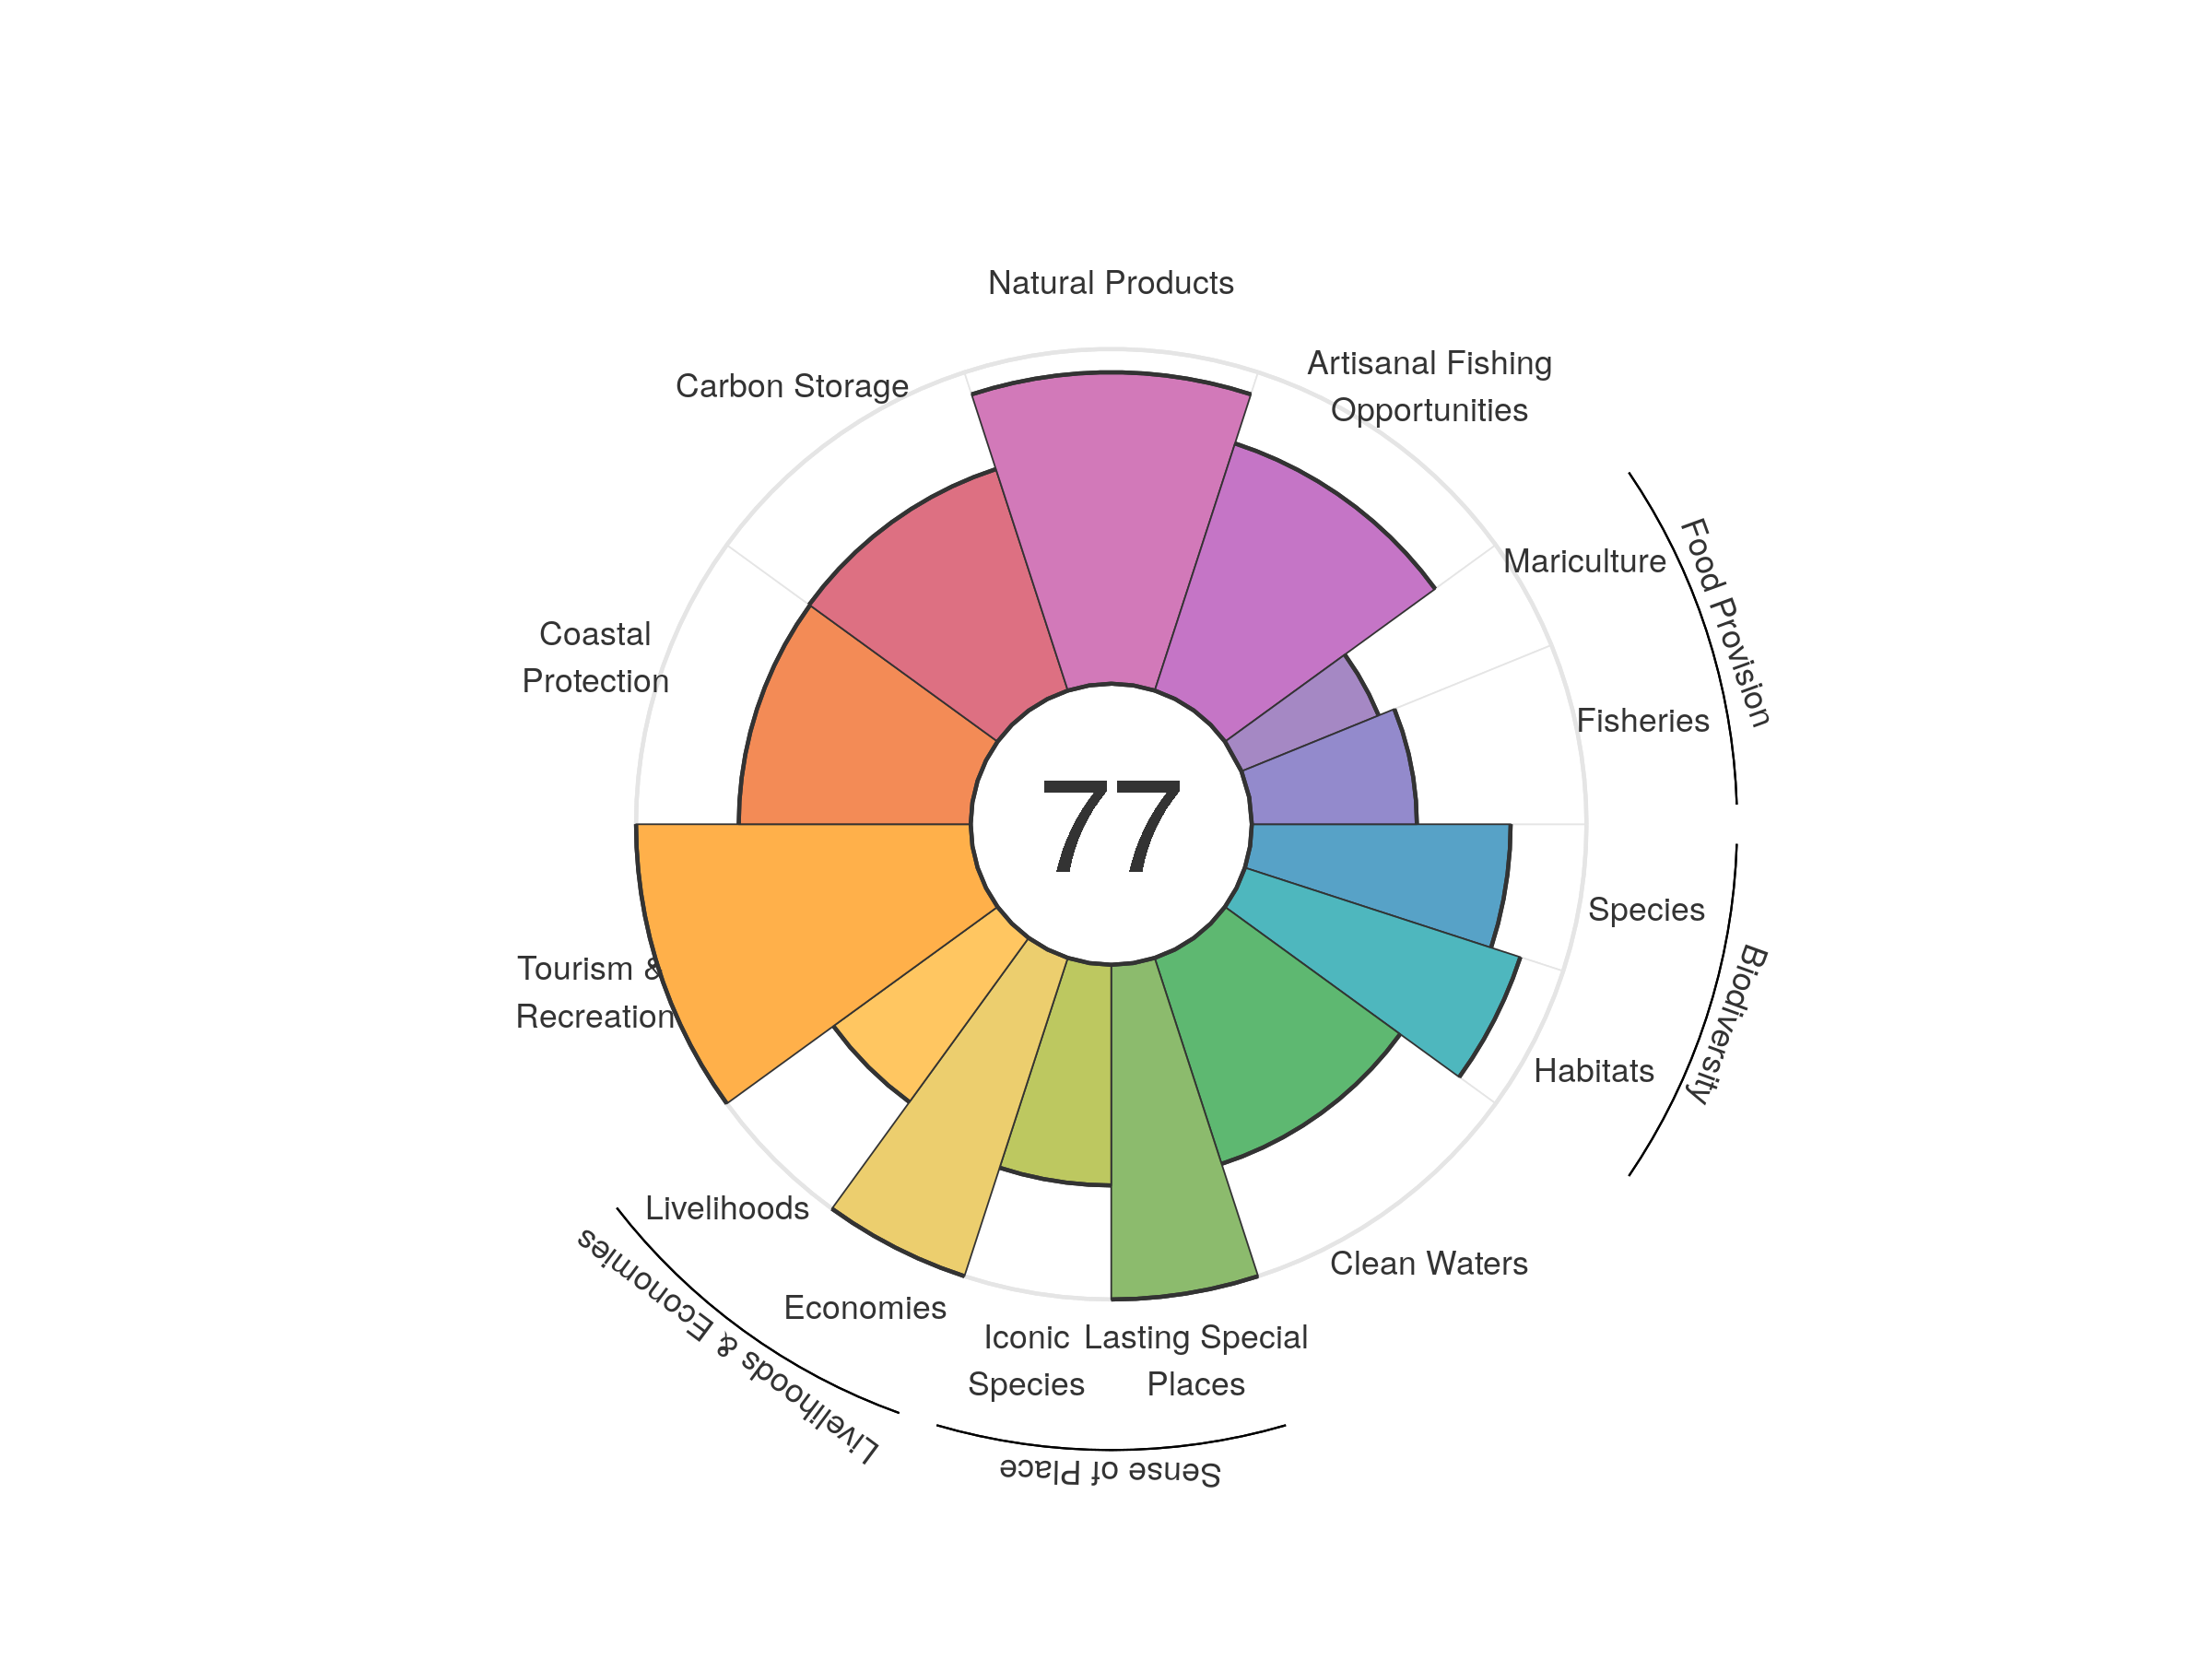 Natural Products
Artisanal Fishing
Opportunities
Carbon Storage
Mariculture
Food Provision
Coastal
Protection
Fisheries
77
Species
Biodiversity
Tourism &
Recreation
Habitats
Livelihoods
Clean Waters
Livelihoods & Economies
Economies
Iconic
Species
Lasting Special
Places
Sense of Place